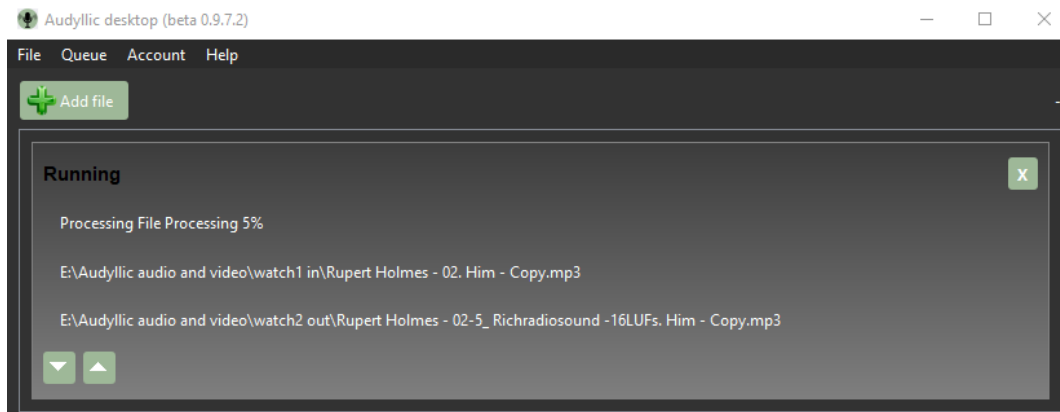 Audyllic desktop (beta 0.9.7.2)
File Queue Account Help
Add file
Running
X
Processing File Processing 5%
E:\Audyllic audio and video\watch1 in\Rupert Holmes - 02. Him - Copy.mp3
E:\Audyllic audio and video\watch2 out\Rupert Holmes - 02-5_ Richradiosound -16LUFs. Him - Copy.mp3